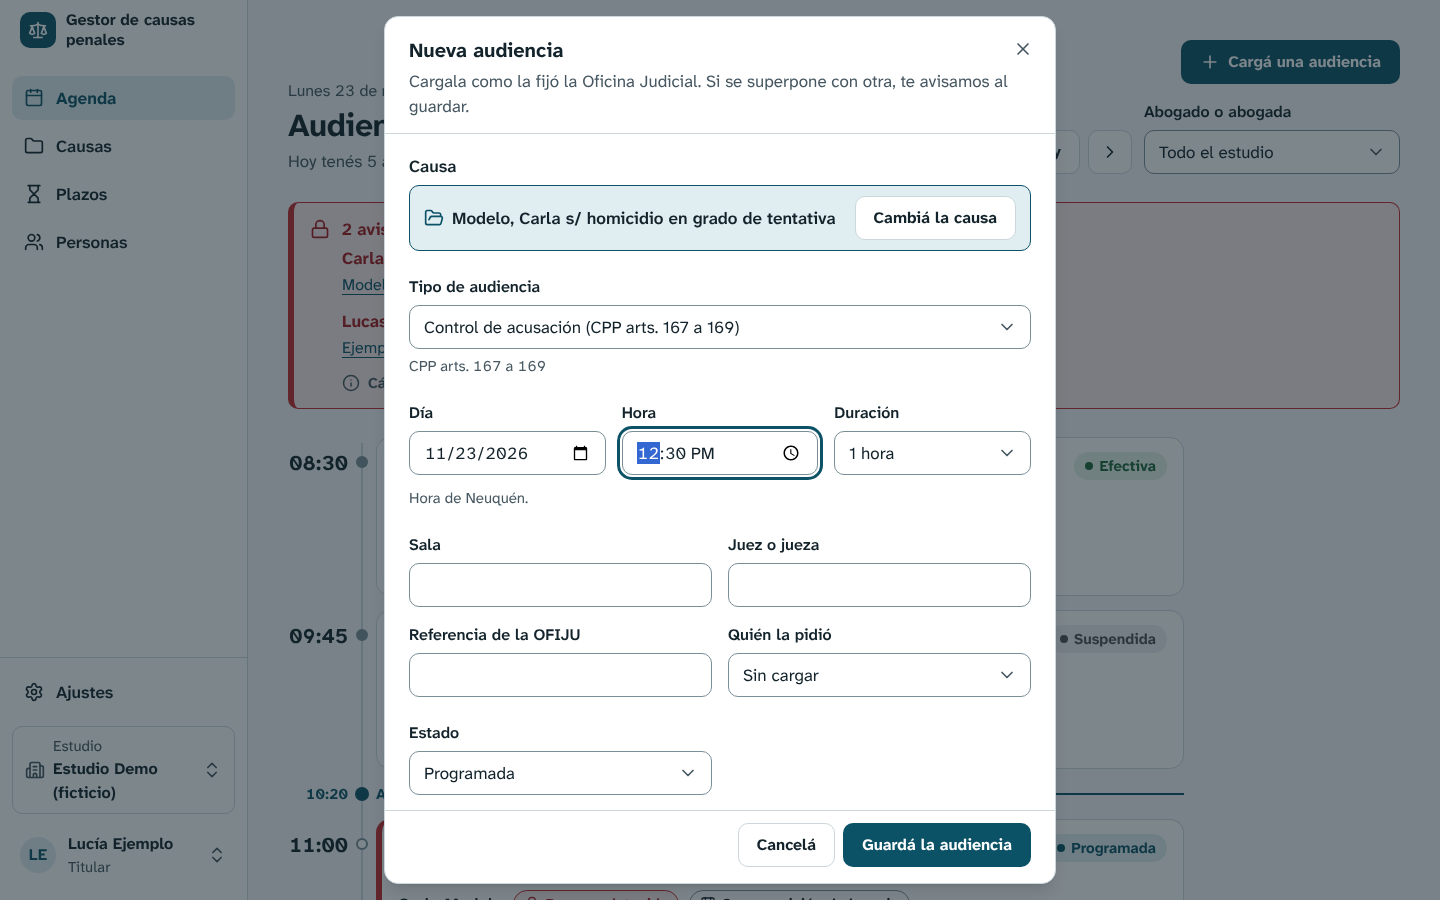 Gestor de causas
penales
Agenda
Causas
Plazos
Personas
Ajustes
Estudio
Estudio Demo
(ficticio)
LE
Lucía Ejemplo
Titular
Lunes 23 de
Hoy tenés 5
Cargá una audiencia
Abogado o abogada
Todo el estudio
Carla
Lucas
08:30
Efectiva
09:45
Suspendida
10:20
11:00
Programada
Nueva audiencia
Cargala como la fijó la Oficina Judicial. Si se superpone con otra, te avisamos al
guardar.
Causa
Modelo, Carla s/ homicidio en grado de tentativa
Cambiá la causa
Tipo de audiencia
Control de acusación (CPP arts. 167 a 169)
CPP arts. 167 a 169
Día
Hora
Duración
11/23/2026
12:30 PM
1 hora
Hora de Neuquén.
Sala
Juez o jueza
Referencia de la OFIJU
Quién la pidió
Sin cargar
Estado
Programada
Cancelá
Guardá la audiencia